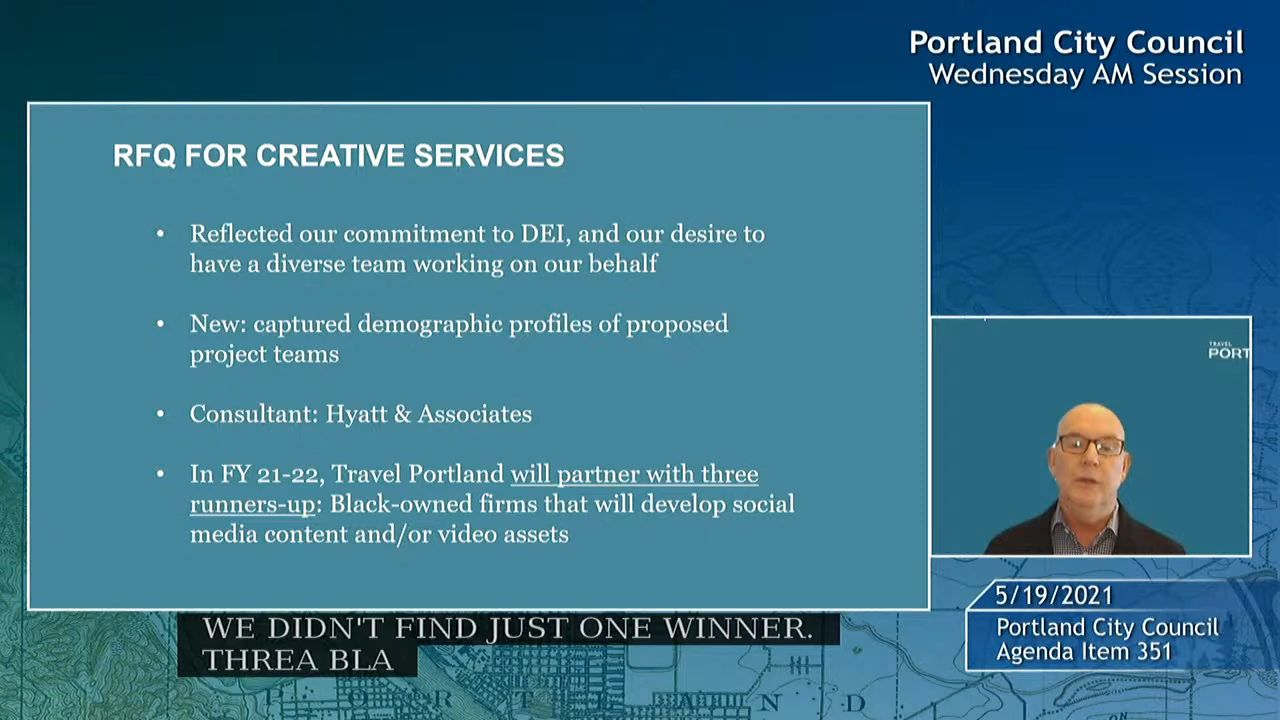 Portland City Council
Wednesday AM Session
RFQ FOR CREATIVE SERVICES
• Reflected our commitment to DEI, and our desire to
have a diverse team working on our behalf
• New: captured demographic profiles of proposed
project teams
• Consultant: Hyatt & Associates
• In FY 21-22, Travel Portland will partner with three
runners-up: Black-owned firms that will develop social
media content and/or video assets
TRAVEL
PORT
5/19/2021
Portland City Council
Agenda Item 351
WE DIDN'T FIND JUST ONE WINNER.
THREA BLA